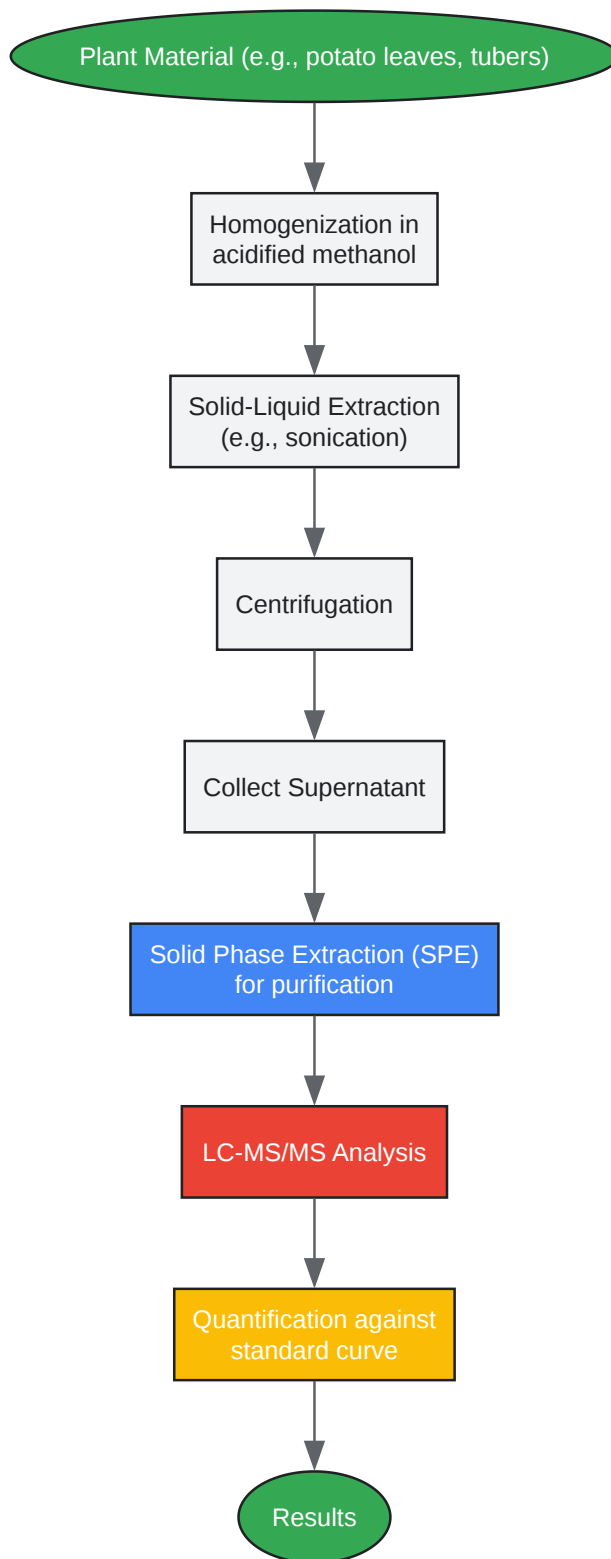 Plant Material (e.g., potato leaves, tubers)
Homogenization in
acidified methanol
Solid-Liquid Extraction
(e.g., sonication)
Centrifugation
Collect Supernatant
Solid Phase Extraction (SPE)
for purification
LC-MS/MS Analysis
Quantification against
standard curve
Results